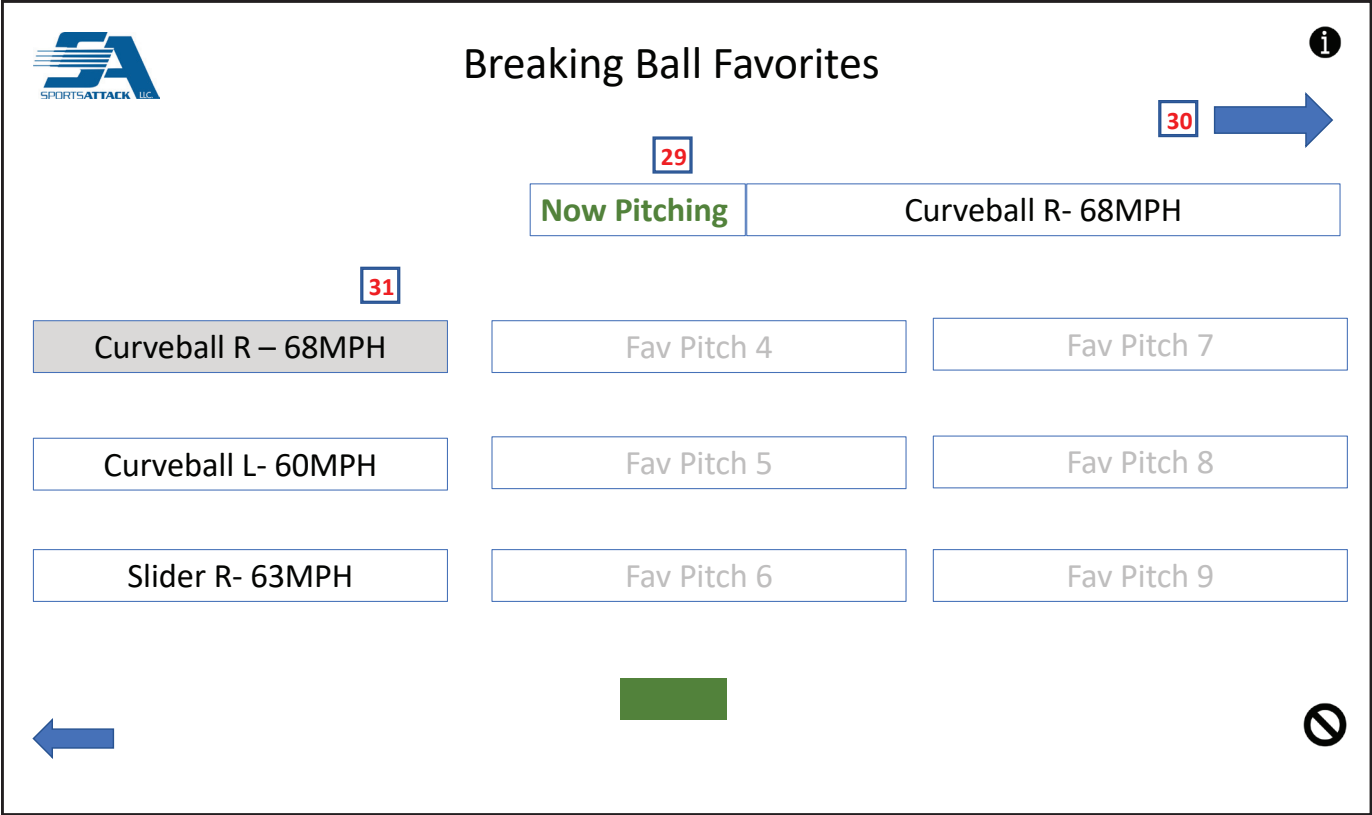 SPORTSATTACK LLC.
Breaking Ball Favorites
i
30
29
Now Pitching Curveball R- 68MPH
31
Curveball R – 68MPH Fav Pitch 4 Fav Pitch 7
Curveball L- 60MPH Fav Pitch 5 Fav Pitch 8
Slider R- 63MPH Fav Pitch 6 Fav Pitch 9